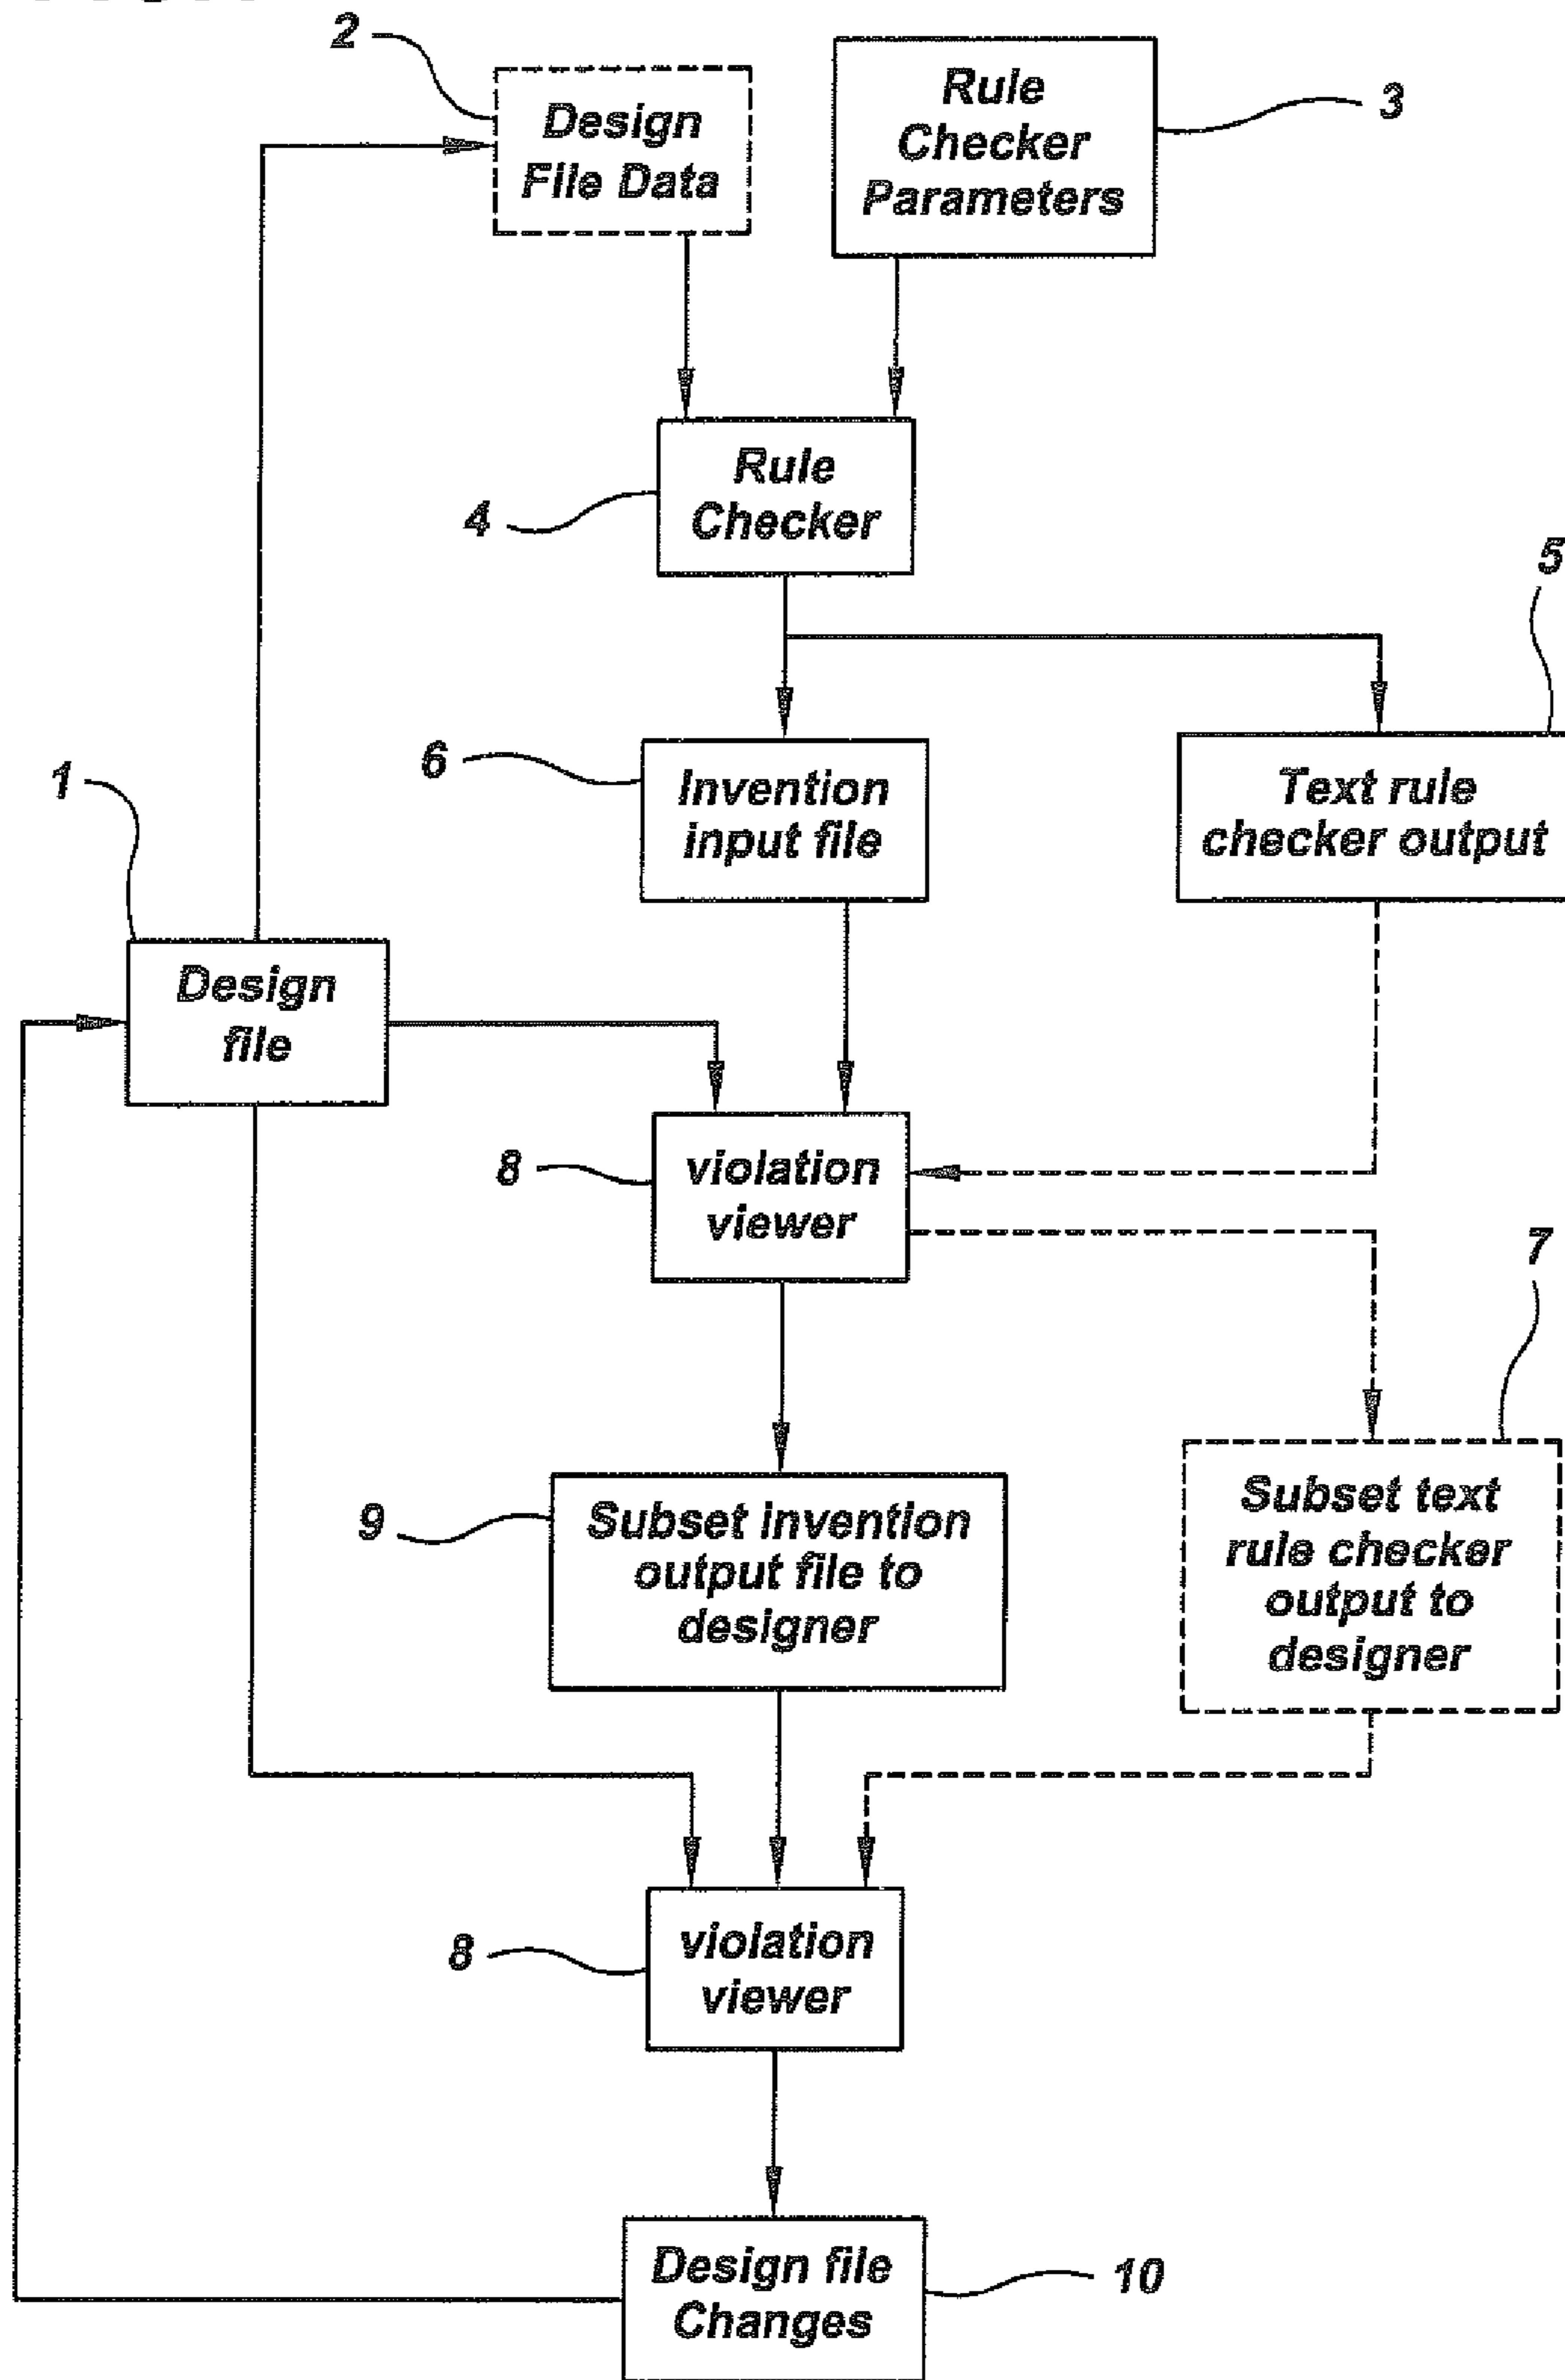 2
Design
File Data
Rule
Checker
Parameters
3
Rule
Checker
4
5
6
Invention
input file
Text rule
checker output
1
Design
file
8
violation
viewer
7
9
Subset invention
output file to
designer
Subset text
rule checker
output to
designer
8
violation
viewer
Design file
Changes
10